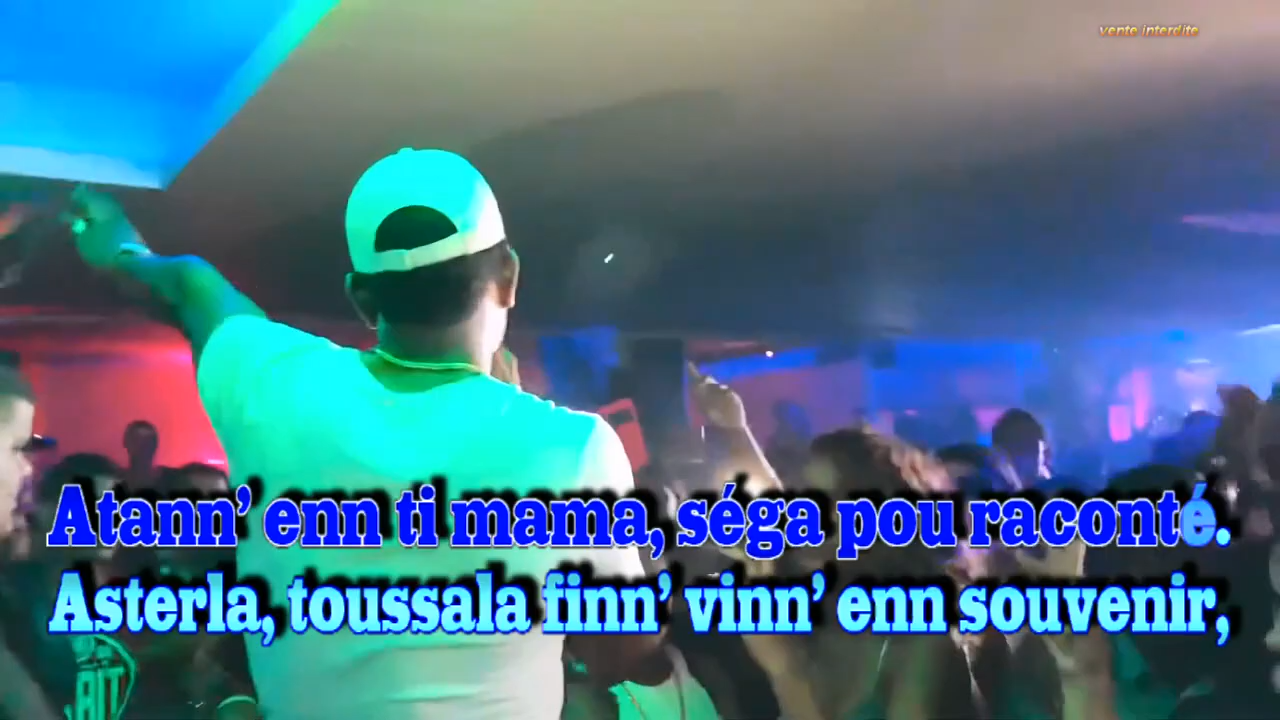 vente interdite
Atann’ enn ti mama, séga pou raconté.
Asterla, toussala finn’ vinn’ enn souvenir,